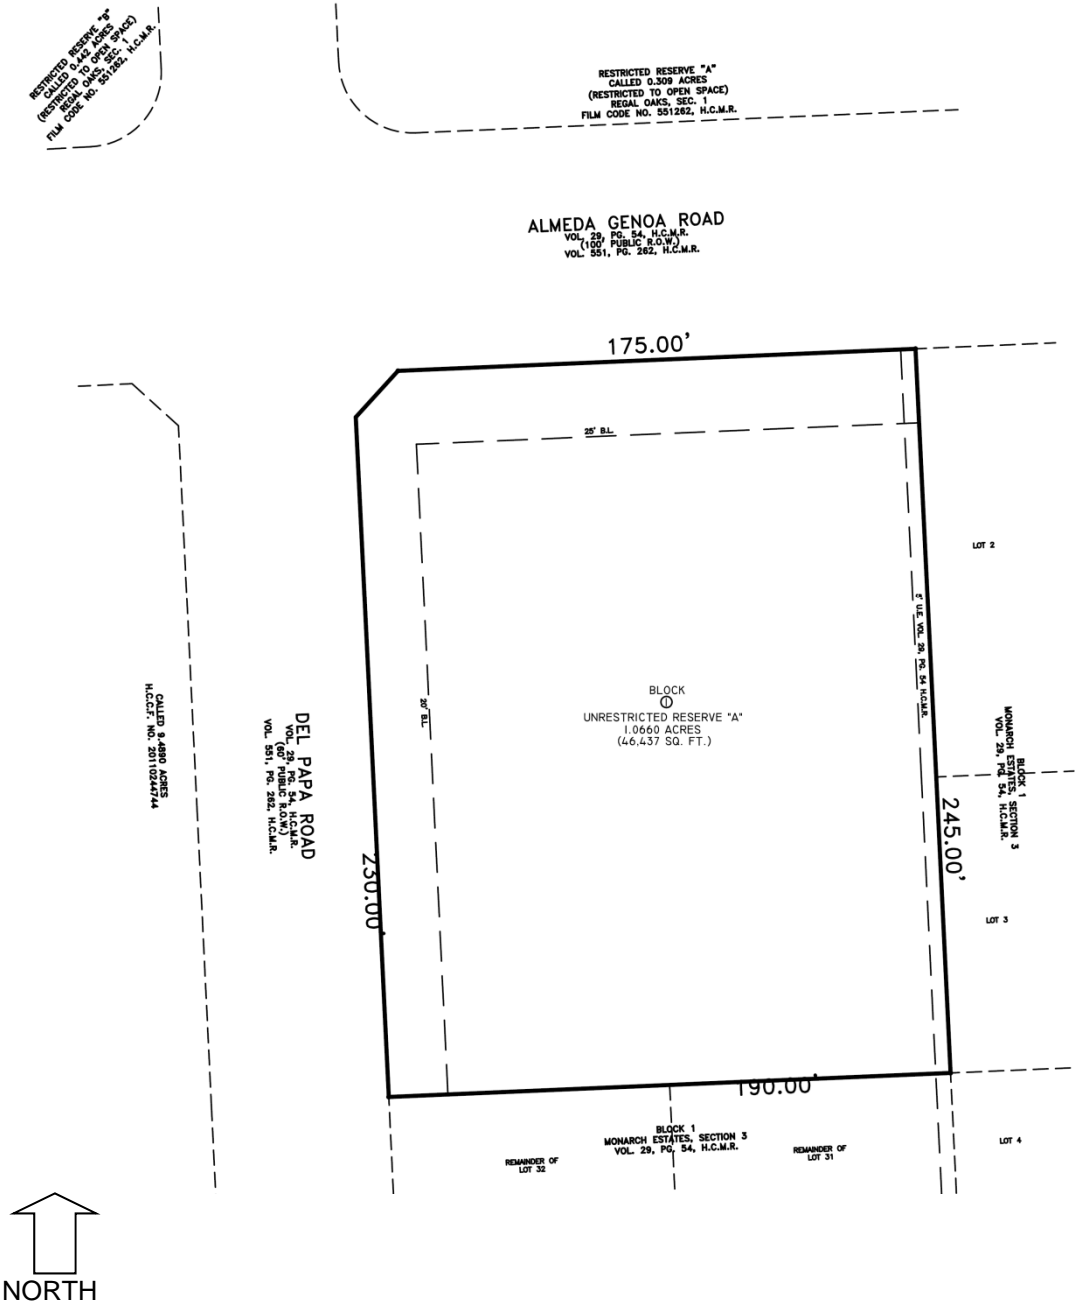 RESTRICTED RESERVE "B"
CALLED 0.442 ACRES
(RESTRICTED TO OPEN SPACE)
REGAL OAKS, SEC. 1
FILM CODE NO. 551262, H.C.M.R.
RESTRICTED RESERVE "A"
CALLED 0.309 ACRES
(RESTRICTED TO OPEN SPACE)
REGAL OAKS, SEC. 1
FILM CODE NO. 551262, H.C.M.R.
ALMEDA GENOA ROAD
VOL. 29, PG. 54, H.C.M.R.
(100' PUBLIC R.O.W.)
VOL. 551, PG. 262, H.C.M.R.
175.00'
25' B.L.
LOT 2
5' U.E. VOL. 29, PG. 54 H.C.M.R.
20' B.L.
BLOCK
1
UNRESTRICTED RESERVE "A"
1.0660 ACRES
(46,437 SQ. FT.)
CALLED 9.4890 ACRES
H.C.C.F. NO. 20110244744
DEL PAPA ROAD
VOL. 29, PG. 54, H.C.M.R.
(60' PUBLIC R.O.W.)
VOL. 551, PG. 262, H.C.M.R.
230.00'
245.00'
BLOCK 1
MONARCH ESTATES, SECTION 3
VOL. 29, PG. 54, H.C.M.R.
LOT 3
190.00'
BLOCK 1
MONARCH ESTATES, SECTION 3
VOL. 29, PG. 54, H.C.M.R.
REMAINDER OF
LOT 32
REMAINDER OF
LOT 31
LOT 4
NORTH